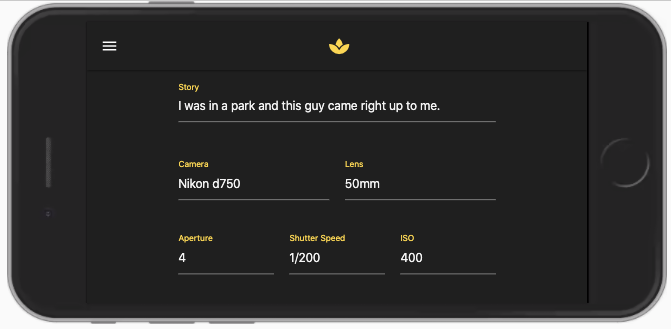 Story
I was in a park and this guy came right up to me.
Camera Lens
Nikon d750 50mm
Aperture Shutter Speed ISO
4 1/200 400